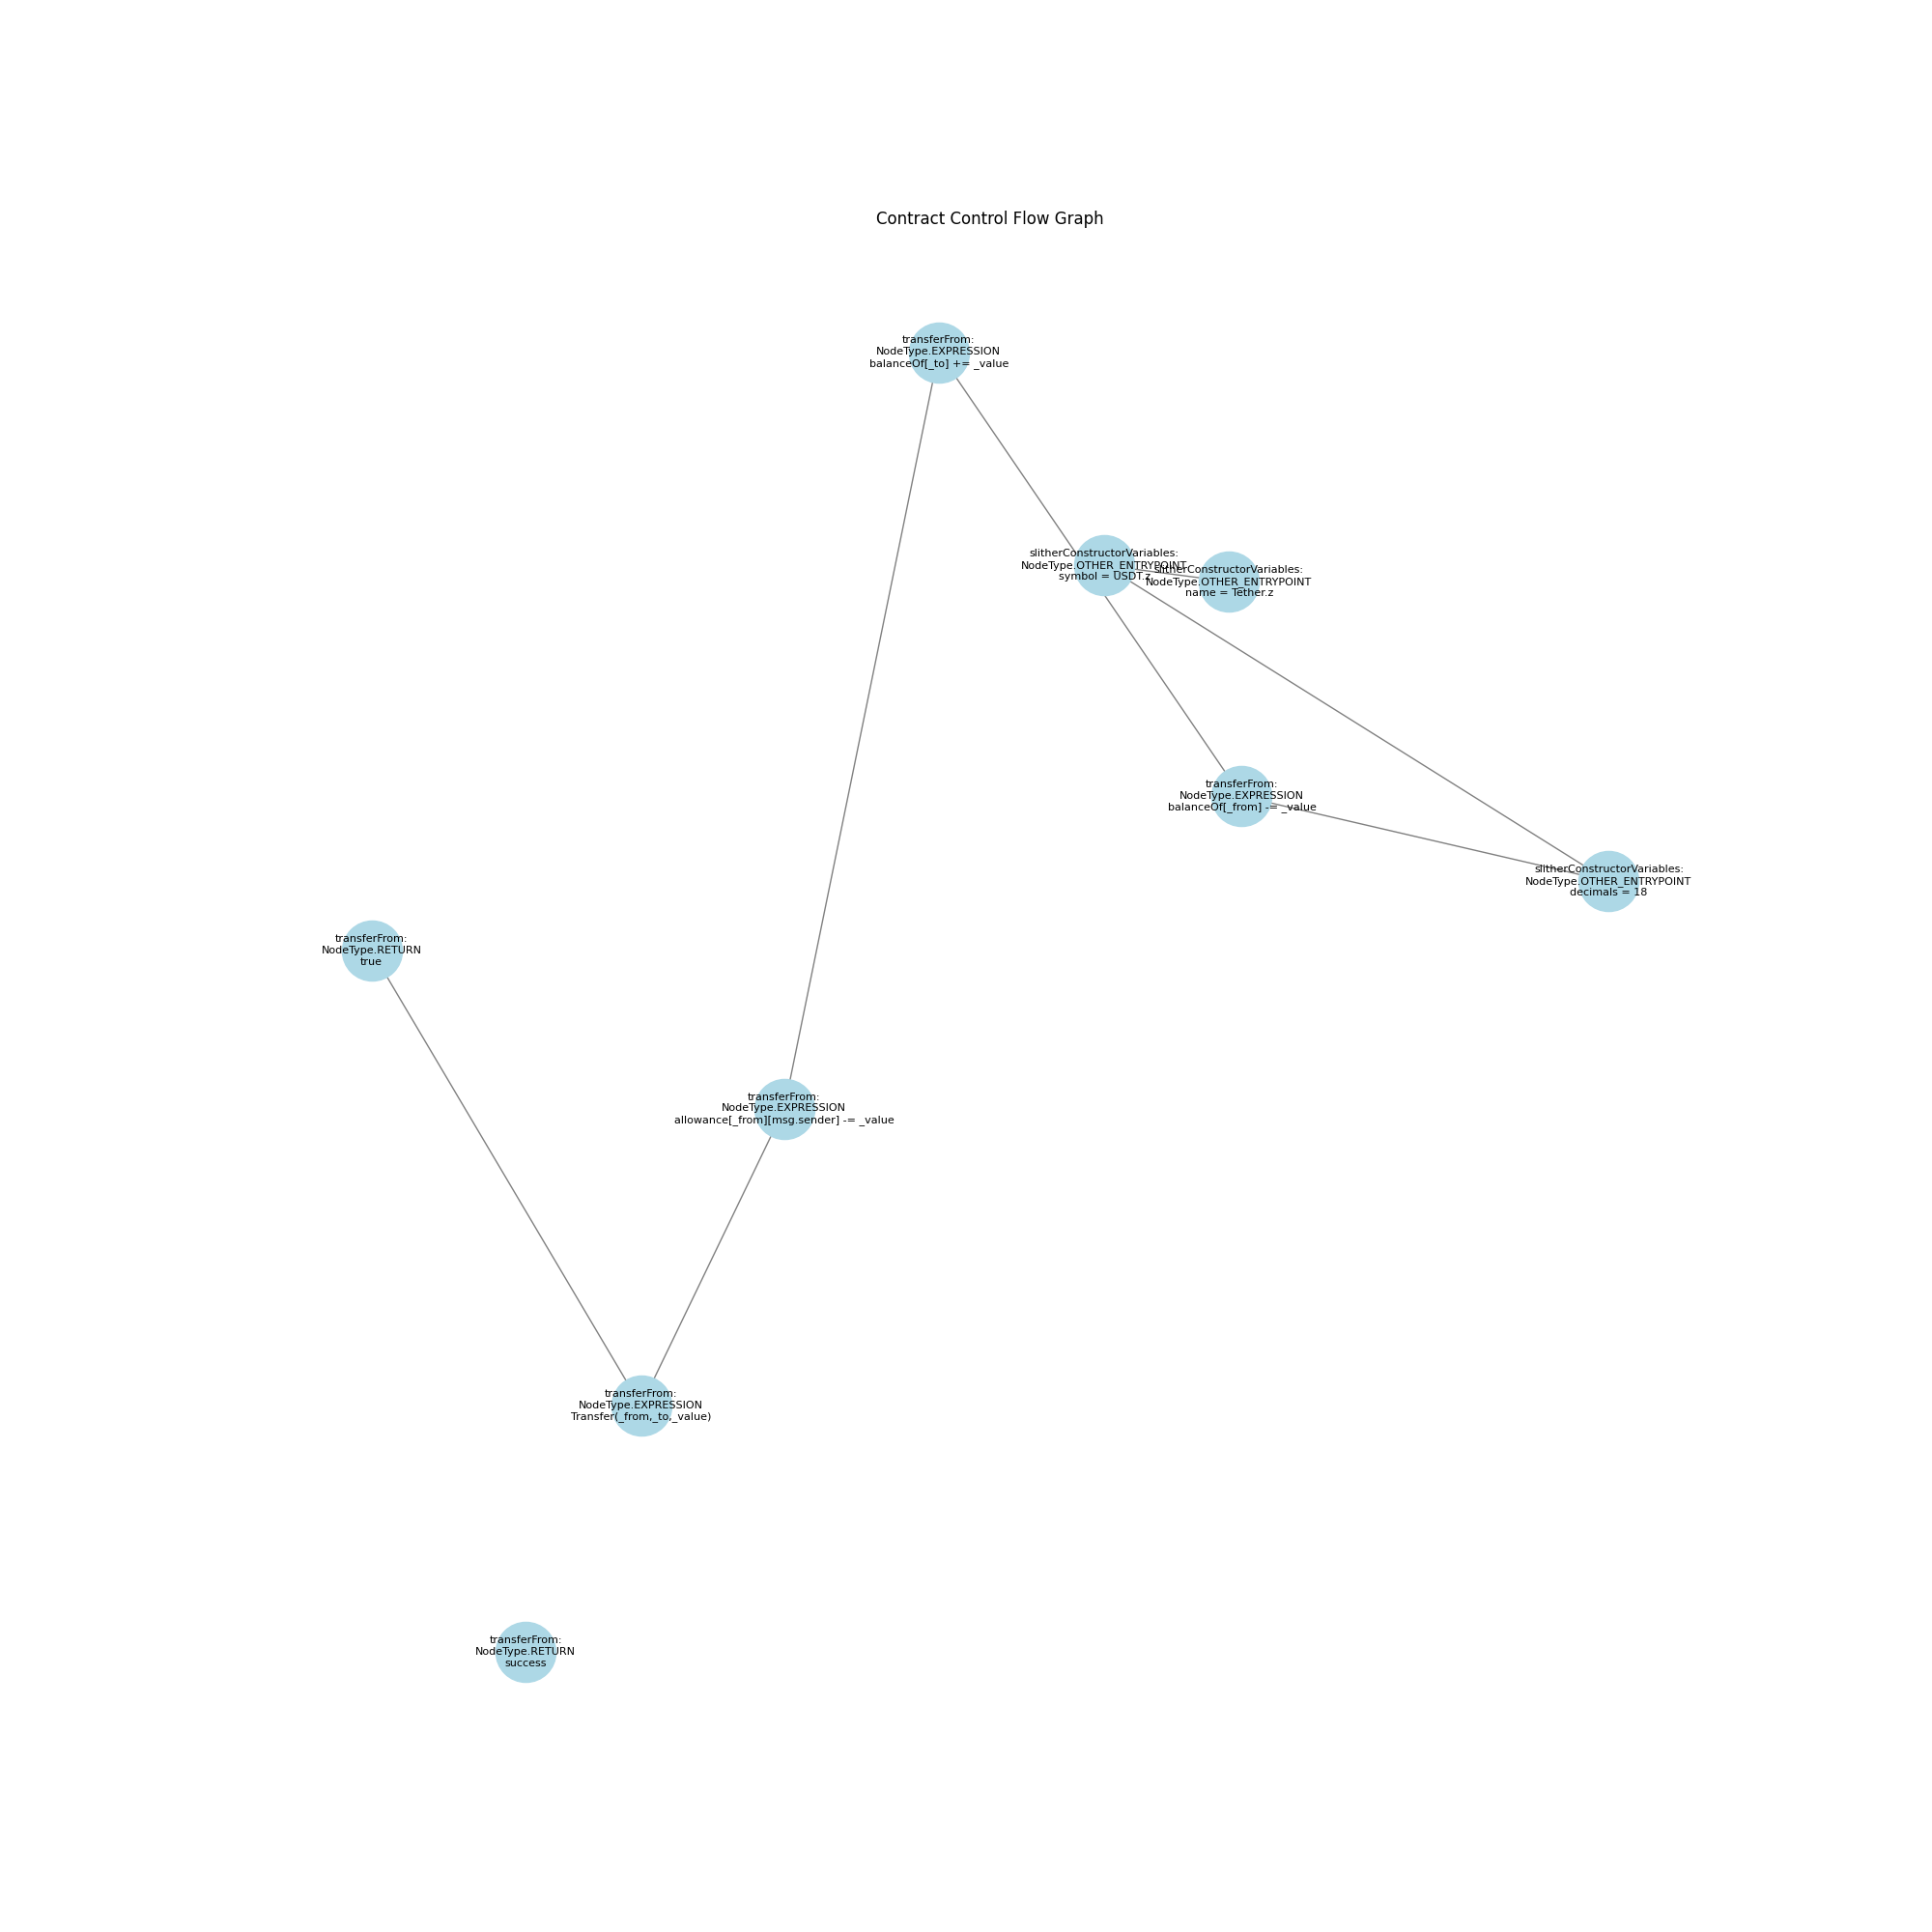 Contract Control Flow Graph
transferFrom:
NodeType.EXPRESSION
balanceOf[_to] += _value
slitherConstructorVariables:
NodeType.OTHER_ENTRYPOINT
symbol = USDT.z
slitherConstructorVariables:
NodeType.OTHER_ENTRYPOINT
name = Tether.z
transferFrom:
NodeType.EXPRESSION
balanceOf[_from] -= _value
slitherConstructorVariables:
NodeType.OTHER_ENTRYPOINT
decimals = 18
transferFrom:
NodeType.RETURN
true
transferFrom:
NodeType.EXPRESSION
allowance[_from][msg.sender] -= _value
transferFrom:
NodeType.EXPRESSION
Transfer(_from,_to,_value)
transferFrom:
NodeType.RETURN
success